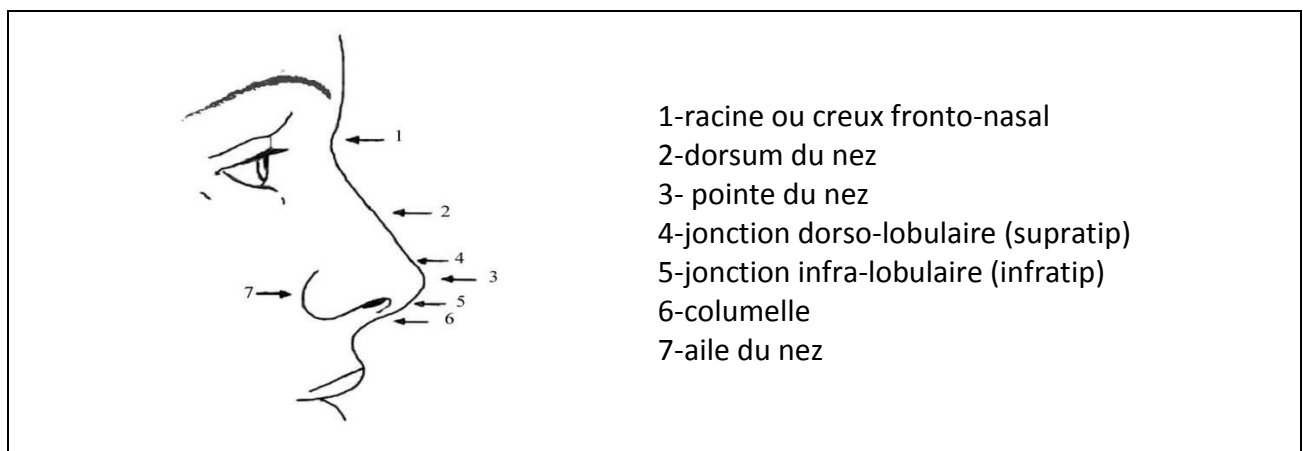 1
2
4
3
7
5
6
1-racine ou creux fronto-nasal
2-dorsum du nez
3- pointe du nez
4-jonction dorso-lobulaire (supratip)
5-jonction infra-lobulaire (infratip)
6-columelle
7-aile du nez